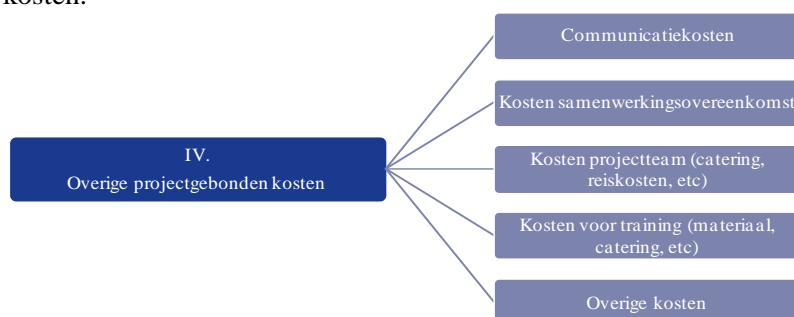 kosten.
IV.
Overige projectgebonden kosten
Communicatiekosten
Kosten samenwerkingsovereenkomst
Kosten projectteam (catering,
reiskosten, etc)
Kosten voor training (materiaal,
catering, etc)
Overige kosten